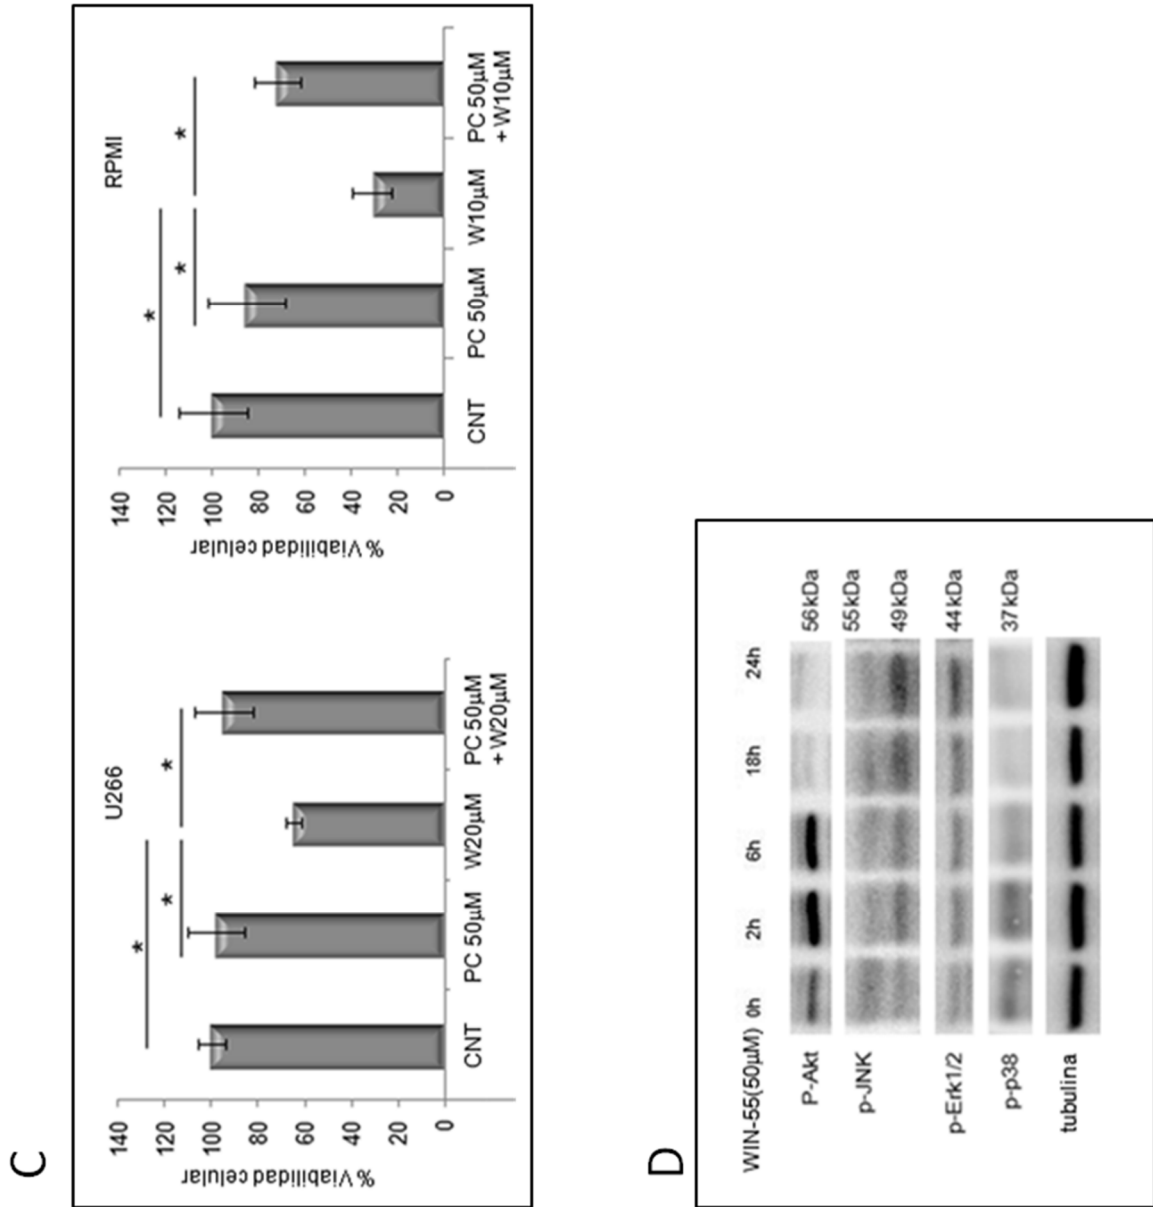 C
U266
% Viabilidad celular
140
120
100
80
60
40
20
0
*
*
*
CNT
PC 50µM
W20µM
PC 50µM
+ W20µM
RPMI
% Viabilidad celular
140
120
100
80
60
40
20
0
*
*
*
CNT
PC 50µM
W10µM
PC 50µM
+ W10µM
D
WIN-55(50µM) 0h 2h 6h 18h 24h
P-Akt 56kDa
p-JNK 55kDa
49kDa
p-Erk1/2 44kDa
p-p38 37kDa
tubulina